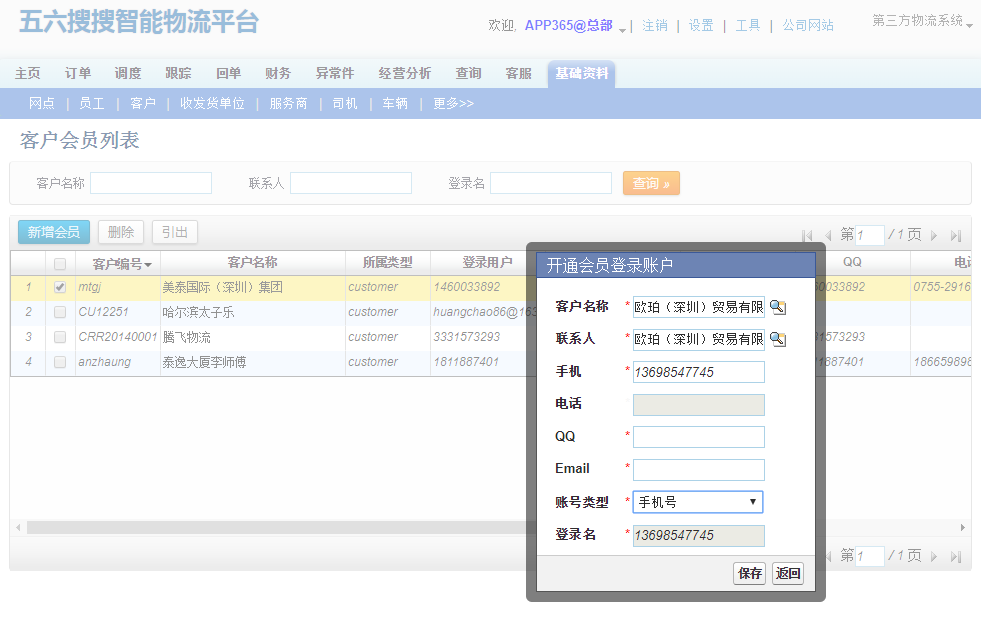 五六搜搜智能物流平台
欢迎, APP365@总部 | 注销 | 设置 | 工具 | 公司网站
第三方物流系统
主页 订单 调度 跟踪 回单 财务 异常件 经营分析 查询 客服 基础资料
网点 | 员工 | 客户 | 收发货单位 | 服务商 | 司机 | 车辆 | 更多>>
客户会员列表
客户名称 联系人 登录名 查询 »
新增会员 删除 引出
第 1 / 1 页
客户编号 客户名称 所属类型 登录用户 QQ 电话
1 mtgj 美泰国际（深圳）集团 customer 1460033892 60033892 0755-2916
2 CU12251 哈尔滨太子乐 customer huangchao86@163
3 CRR20140001 腾飞物流 customer 3331573293 31573293
4 anzhaung 泰逸大厦李师傅 customer 1811887401 11887401 186659898
开通会员登录账户
客户名称 * 欧珀（深圳）贸易有限
联系人 * 欧珀（深圳）贸易有限
手机 * 13698547745
电话
QQ *
Email *
账号类型 * 手机号
登录名 * 13698547745
保存 返回
第 1 / 1 页